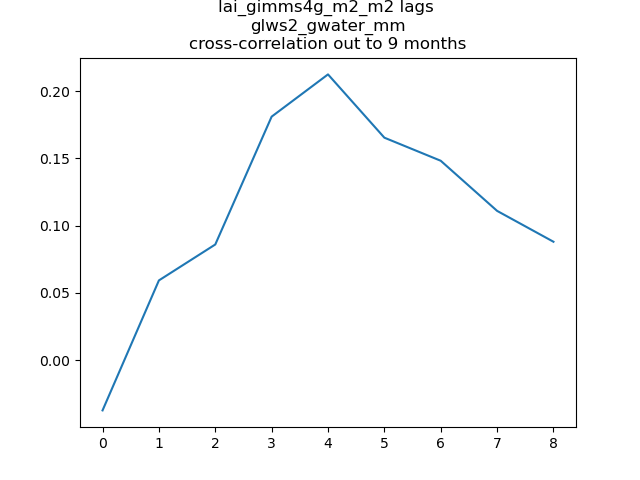 lai_gimms4g_m2_m2 lags
glws2_gwater_mm
cross-correlation out to 9 months
0.20
0.15
0.10
0.05
0.00
0 1 2 3 4 5 6 7 8